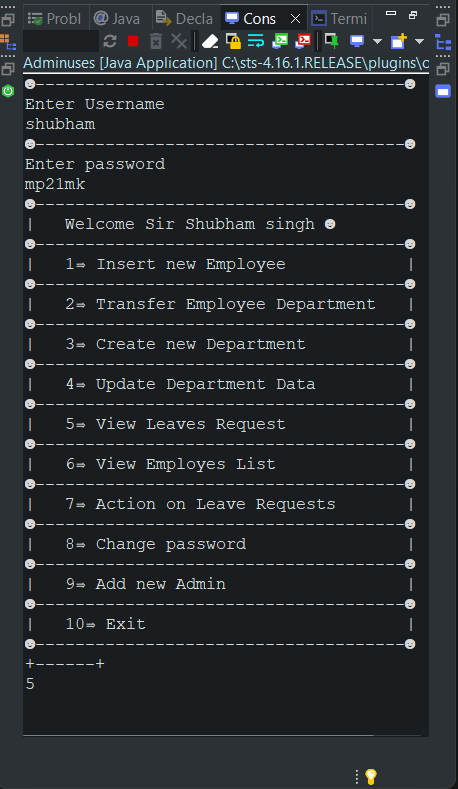 Probl @ Java Decla Cons × Termi
Adminuses [Java Application] C:\sts-4.16.1.RELEASE\plugins\o
☻-------------------------------------☻
Enter Username
shubham
☻-------------------------------------☻
Enter password
mp21mk
☻-------------------------------------☻
|   Welcome Sir Shubham singh ☻
☻-------------------------------------☻
|   1⇒ Insert new Employee            |
☻-------------------------------------☻
|   2⇒ Transfer Employee Department   |
☻-------------------------------------☻
|   3⇒ Create new Department          |
☻-------------------------------------☻
|   4⇒ Update Department Data         |
☻-------------------------------------☻
|   5⇒ View Leaves Request            |
☻-------------------------------------☻
|   6⇒ View Employes List             |
☻-------------------------------------☻
|   7⇒ Action on Leave Requests       |
☻-------------------------------------☻
|   8⇒ Change password                |
☻-------------------------------------☻
|   9⇒ Add new Admin                  |
☻-------------------------------------☻
|   10⇒ Exit                          |
☻-------------------------------------☻
+------+
5